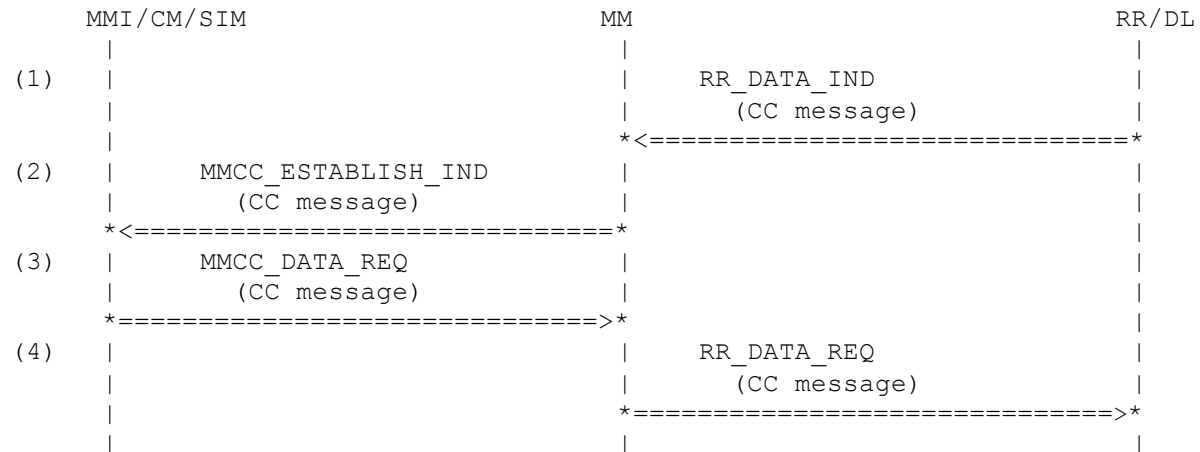 MMI/CM/SIM MM RR/DL
| | |
(1) | | RR_DATA_IND |
| | (CC message) |
| *<==============================*
(2) | MMCC_ESTABLISH_IND | |
| (CC message) | |
*<==============================* |
(3) | MMCC_DATA_REQ | |
| (CC message) | |
*==============================>* |
(4) | | RR_DATA_REQ |
| | (CC message) |
| *==============================>*
| | |